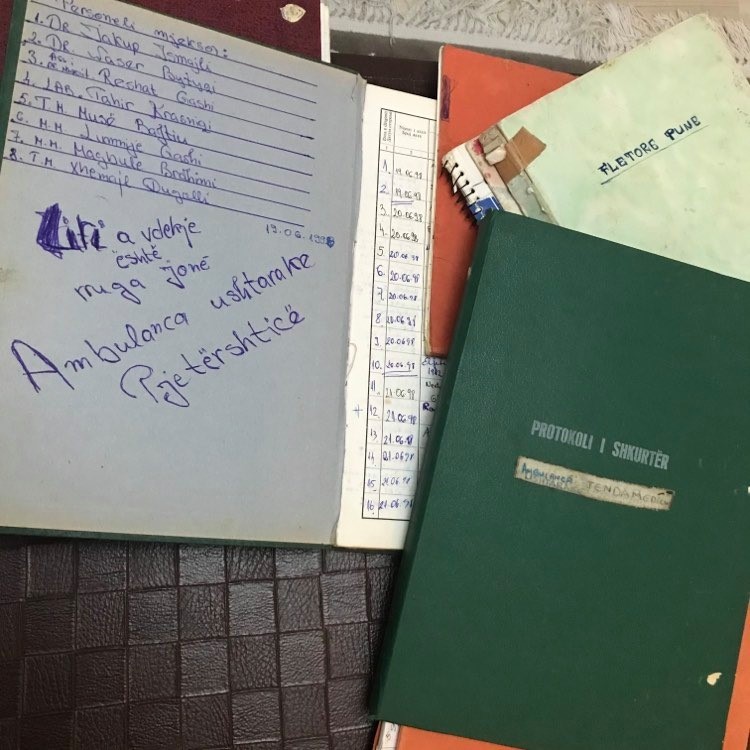 Personeli mjeksor:
1. Dr. Jakup Ismajli
2. Dr. Naser
3. Reshat Gashi
4. LAB. Tahir Krasniqi
5. T.M. Musë
6. M.M. Lumnije Gashi
7. M.M. Magbule Brahimi
8. T.M. Xhemajl Dugolli
19.06.1998
Liri a vdekje
është
rruga jonë
Ambulanca ushtarake
Pjetërshticë
1. 19.06.98
2. 19.06.98
3. 20.06.98
4. 20.06.98
5. 20.06.98
6. 20.06.98
7. 20.06.98
8 20.06.98
9. 20.06.98
10. 20.06.98
11. 21.06.98
12. 21.06.98
13 21.06.98
14 21.06.98
15 21.06.98
16. 21.06.98
FLETORE PUNE
PROTOKOLI I SHKURTËR
AMBULANCA